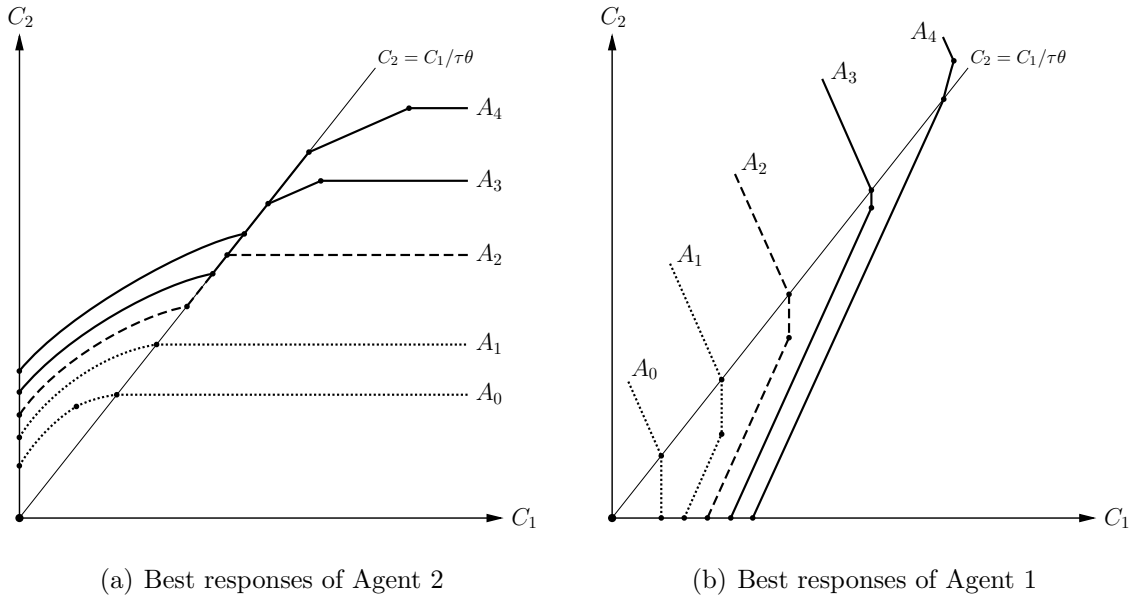 C₂
C₂ = C₁/τθ
A₄
A₃
A₂
A₁
A₀
C₁
(a) Best responses of Agent 2
C₂
A₄
C₂ = C₁/τθ
A₃
A₂
A₁
A₀
C₁
(b) Best responses of Agent 1